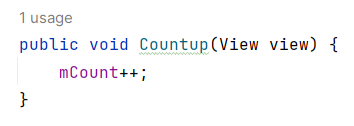 1 usage
public void Countup(View view) {
    mCount++;
}